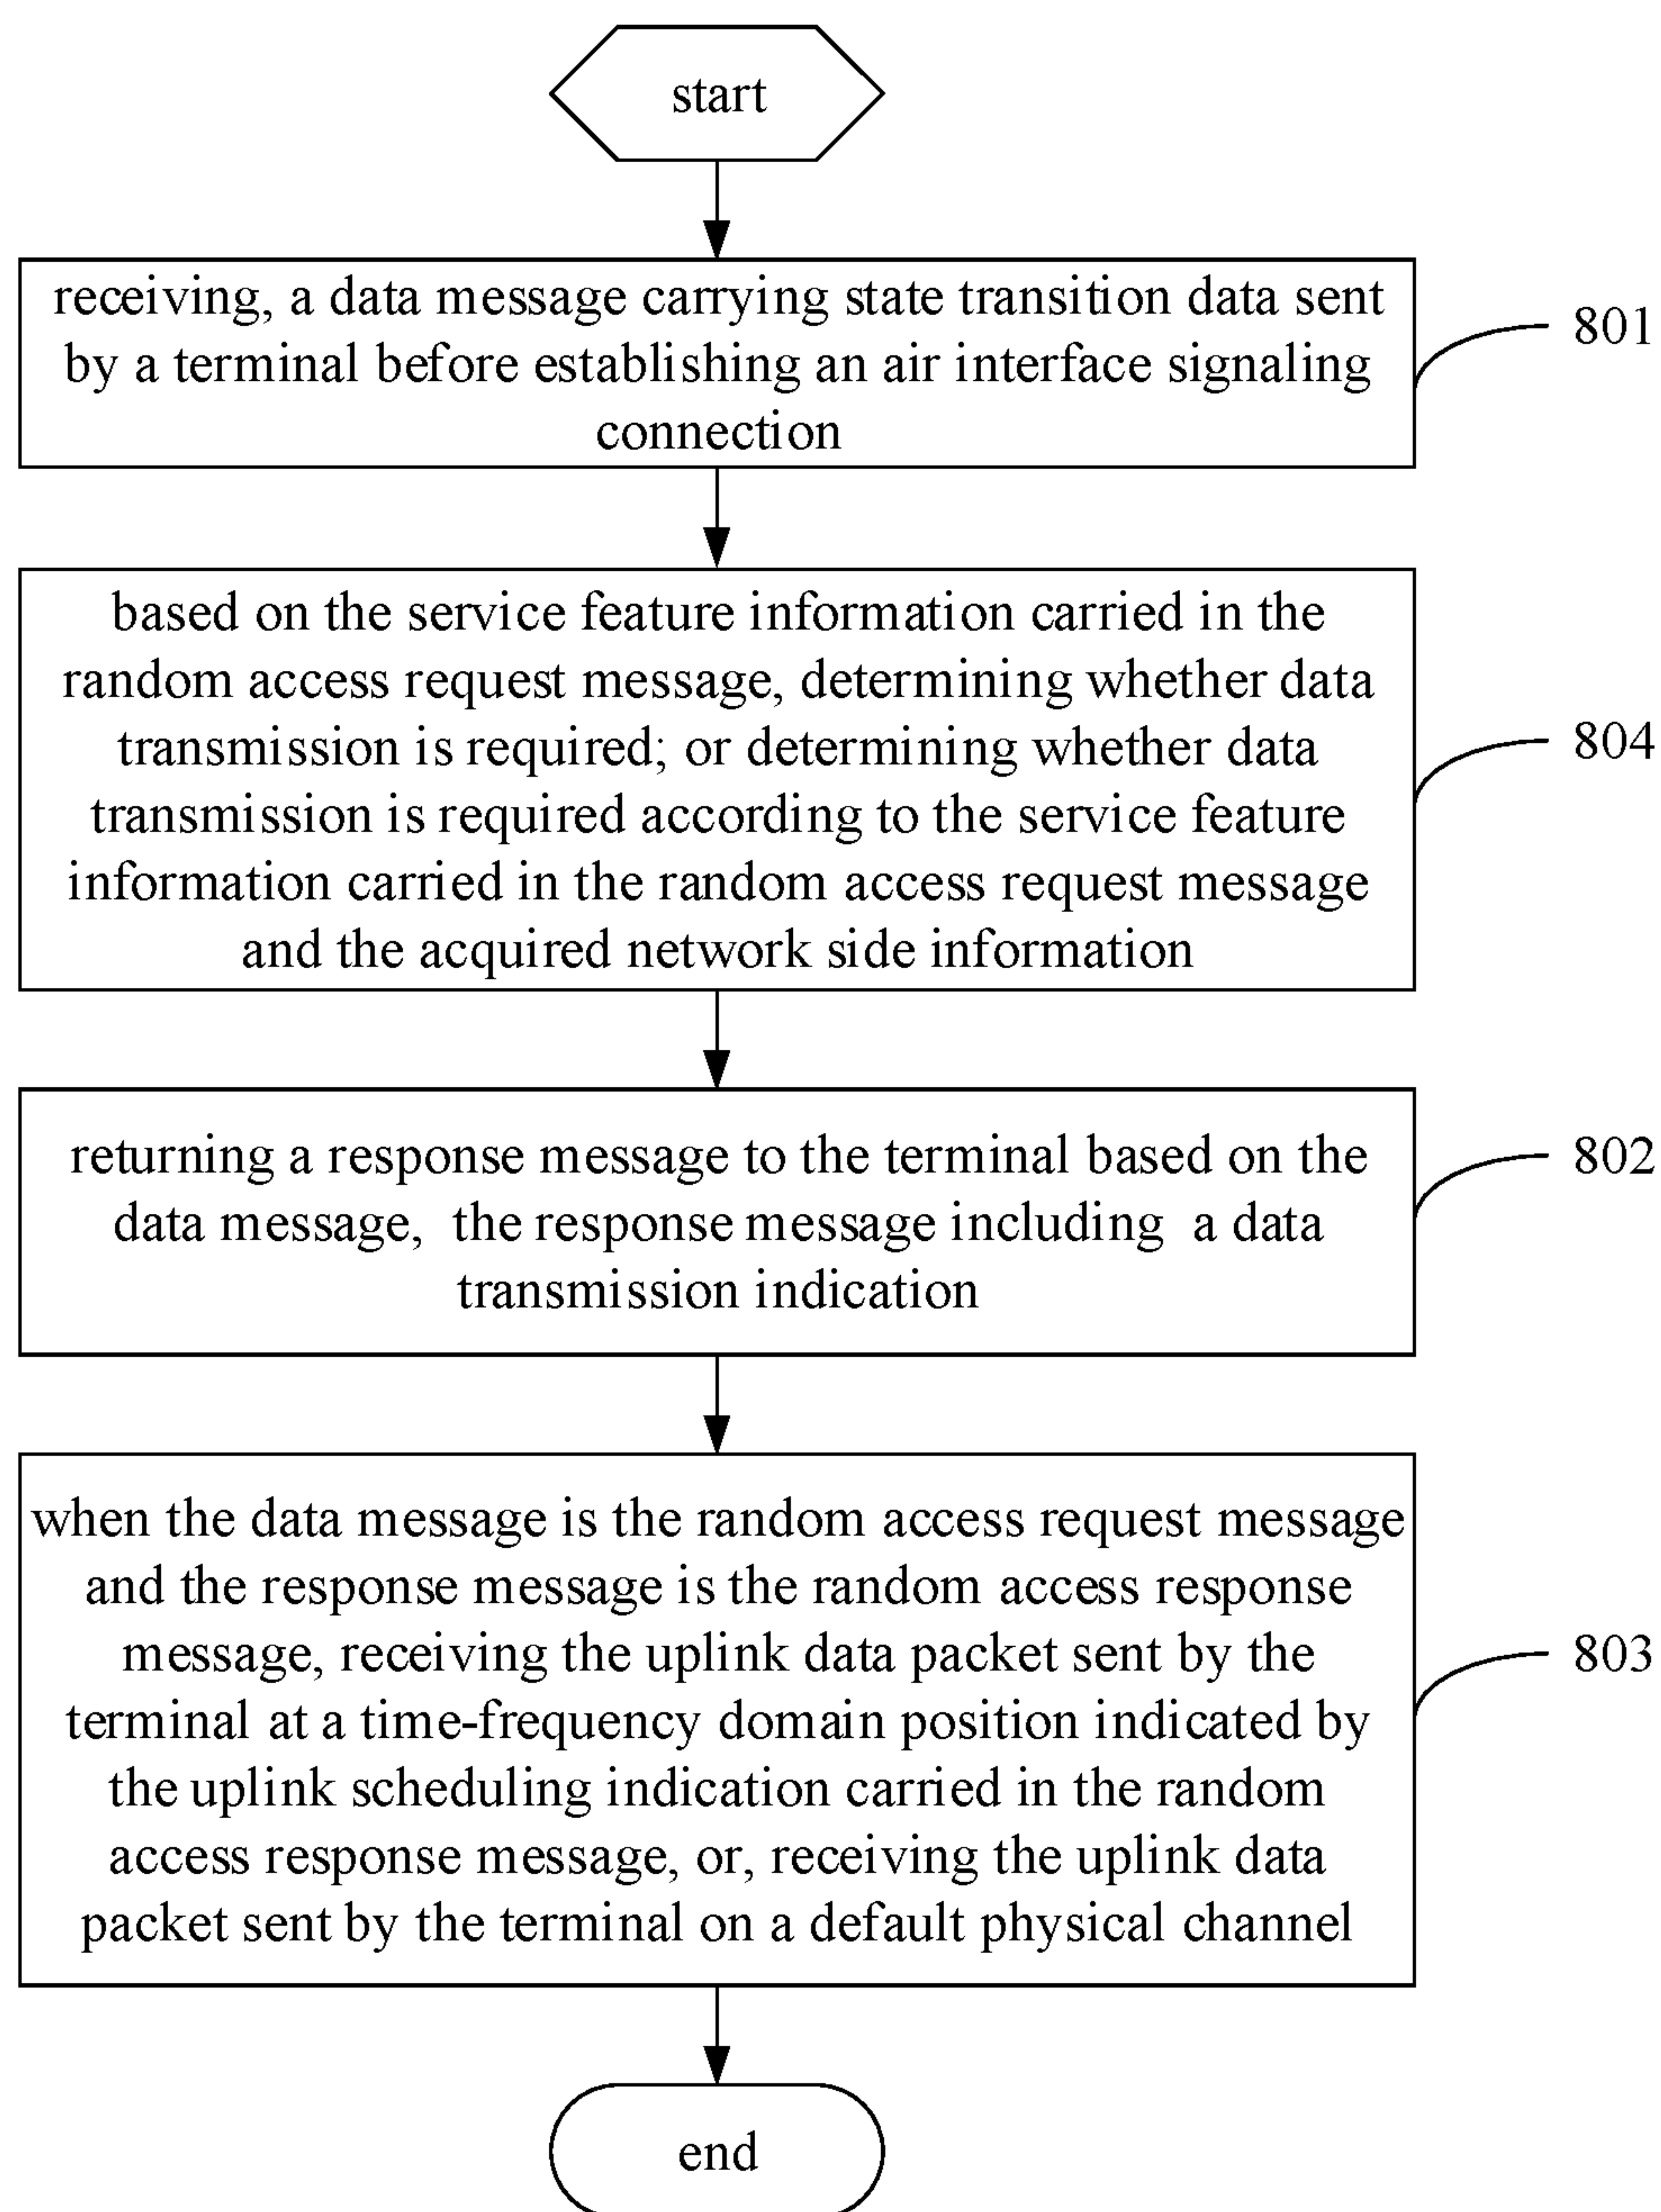 start
receiving, a data message carrying state transition data sent
by a terminal before establishing an air interface signaling
connection
801
based on the service feature information carried in the
random access request message, determining whether data
transmission is required; or determining whether data
transmission is required according to the service feature
information carried in the random access request message
and the acquired network side information
804
returning a response message to the terminal based on the
data message, the response message including a data
transmission indication
802
when the data message is the random access request message
and the response message is the random access response
message, receiving the uplink data packet sent by the
terminal at a time-frequency domain position indicated by
the uplink scheduling indication carried in the random
access response message, or, receiving the uplink data
packet sent by the terminal on a default physical channel
803
end